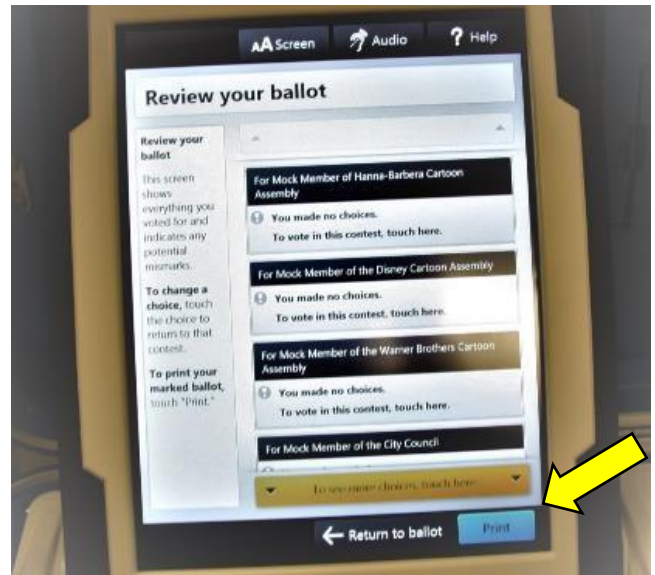 AA Screen
Audio
? Help
Review your ballot
Review your
ballot
This screen
shows
everything you
voted for and
indicates any
potential
mismarks.
To change a
choice, touch
the choice to
return to that
contest.
To print your
marked ballot,
touch "Print."
For Mock Member of Hanna-Barbera Cartoon
Assembly
You made no choices.
To vote in this contest, touch here.
For Mock Member of the Disney Cartoon Assembly
You made no choices.
To vote in this contest, touch here.
For Mock Member of the Warner Brothers Cartoon
Assembly
You made no choices.
To vote in this contest, touch here.
For Mock Member of the City Council
To see more choices, touch here
Return to ballot
Print